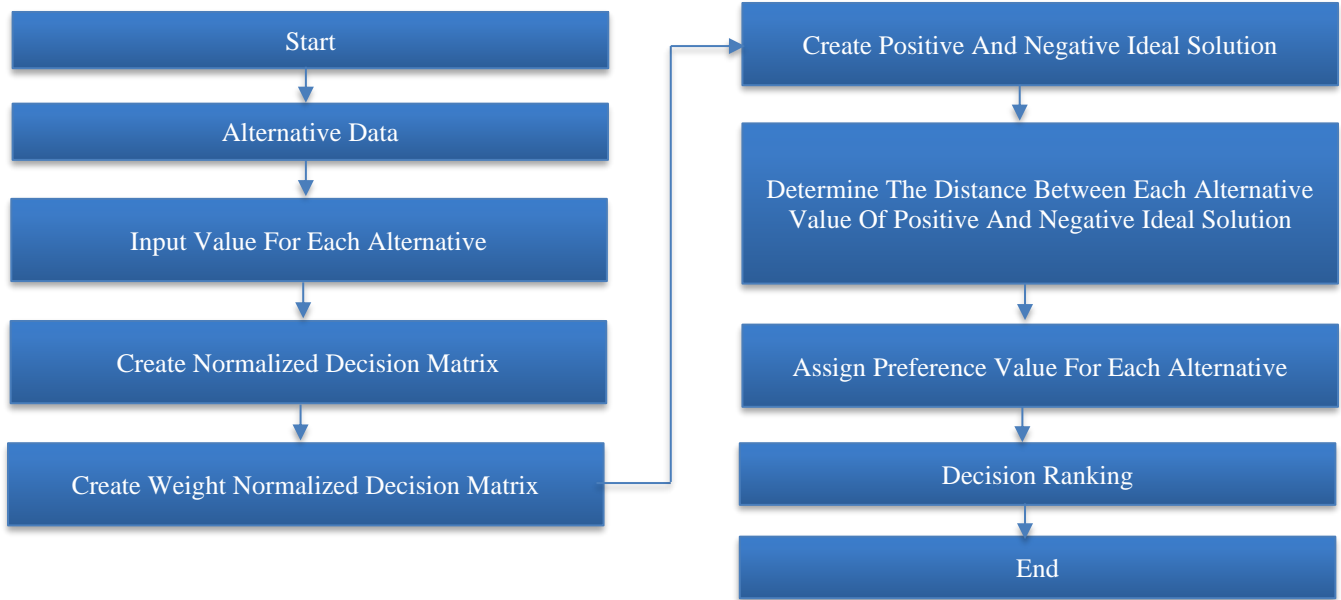 Start
Alternative Data
Input Value For Each Alternative
Create Normalized Decision Matrix
Create Weight Normalized Decision Matrix
Create Positive And Negative Ideal Solution
Determine The Distance Between Each Alternative
Value Of Positive And Negative Ideal Solution
Assign Preference Value For Each Alternative
Decision Ranking
End